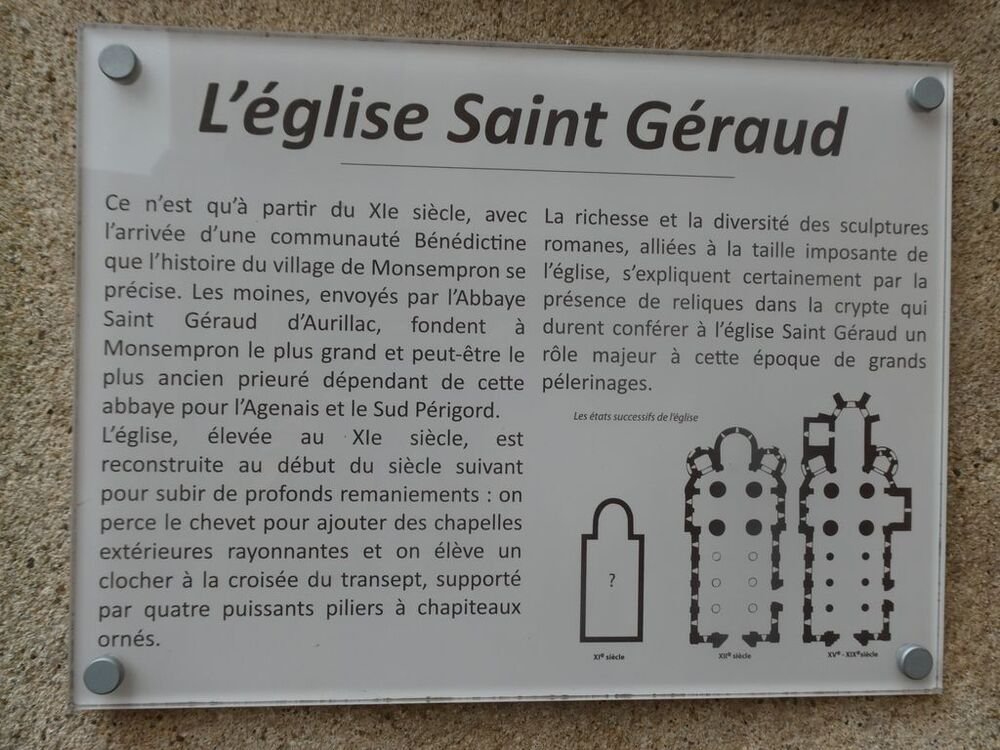 L'église Saint Géraud
Ce n'est qu'à partir du XIe siècle, avec
l'arrivée d'une communauté Bénédictine
que l'histoire du village de Monsempron se
précise. Les moines, envoyés par l'Abbaye
Saint Géraud d'Aurillac, fondent à
Monsempron le plus grand et peut-être le
plus ancien prieuré dépendant de cette
abbaye pour l'Agenais et le Sud Périgord.
L'église, élevée au XIe siècle, est
reconstruite au début du siècle suivant
pour subir de profonds remaniements : on
perce le chevet pour ajouter des chapelles
extérieures rayonnantes et on élève un
clocher à la croisée du transept, supporté
par quatre puissants piliers à chapiteaux
ornés.
La richesse et la diversité des sculptures
romanes, alliées à la taille imposante de
l'église, s'expliquent certainement par la
présence de reliques dans la crypte qui
durent conférer à l'église Saint Géraud un
rôle majeur à cette époque de grands
pélerinages.
Les états successifs de l'église
?
XIe siècle
XIIe siècle
XVe - XIXe siècle